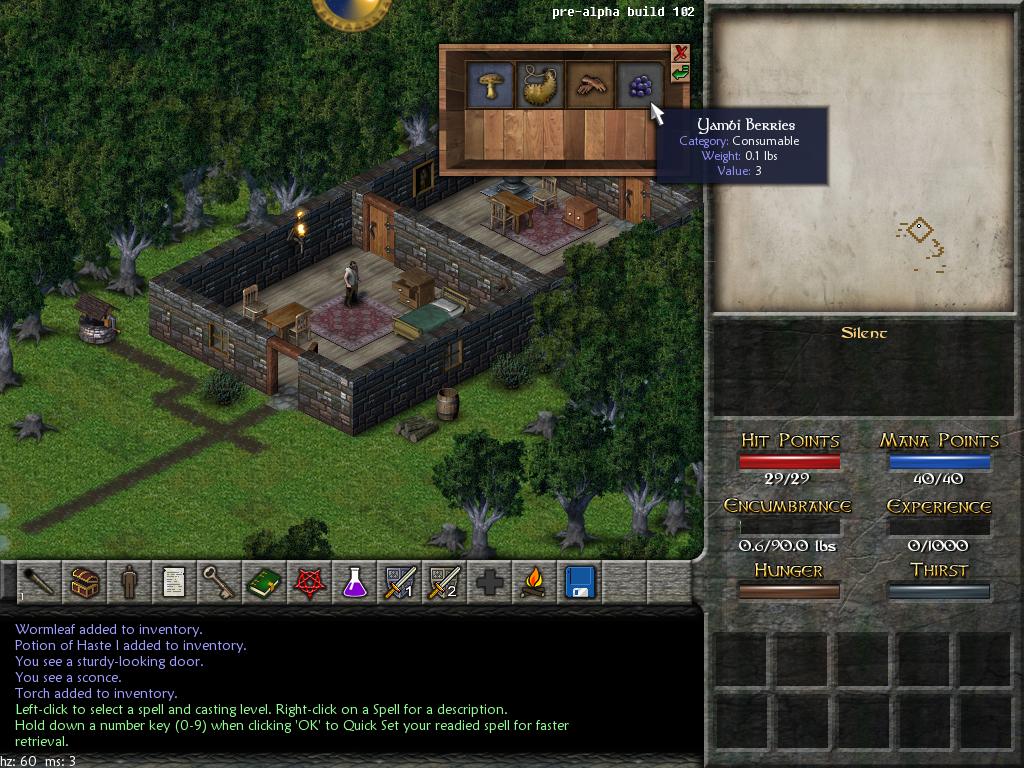 pre-alpha build 102
Yambi Berries
Category: Consumable
Weight: 0.1 lbs
Value: 3
Silent
Hit Points
Mana Points
29/29
40/40
Encumbrance
Experience
0.6/90.0 lbs
0/1000
Hunger
Thirst
1
1
2
Wormleaf added to inventory.
Potion of Haste I added to inventory.
You see a sturdy-looking door.
You see a sconce.
Torch added to inventory.
Left-click to select a spell and casting level. Right-click on a Spell for a description.
Hold down a number key (0-9) when clicking 'OK' to Quick Set your readied spell for faster
retrieval.
hz: 60 ms: 3